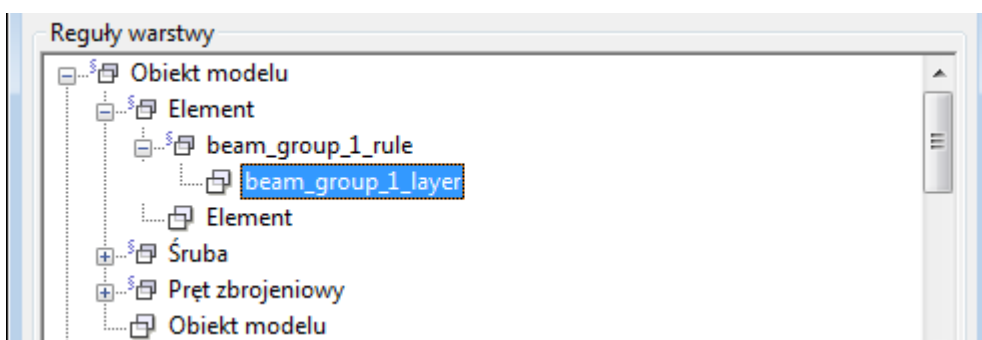 Reguły warstwy
Obiekt modelu
Element
beam_group_1_rule
beam_group_1_layer
Element
Śruba
Pręt zbrojeniowy
Obiekt modelu